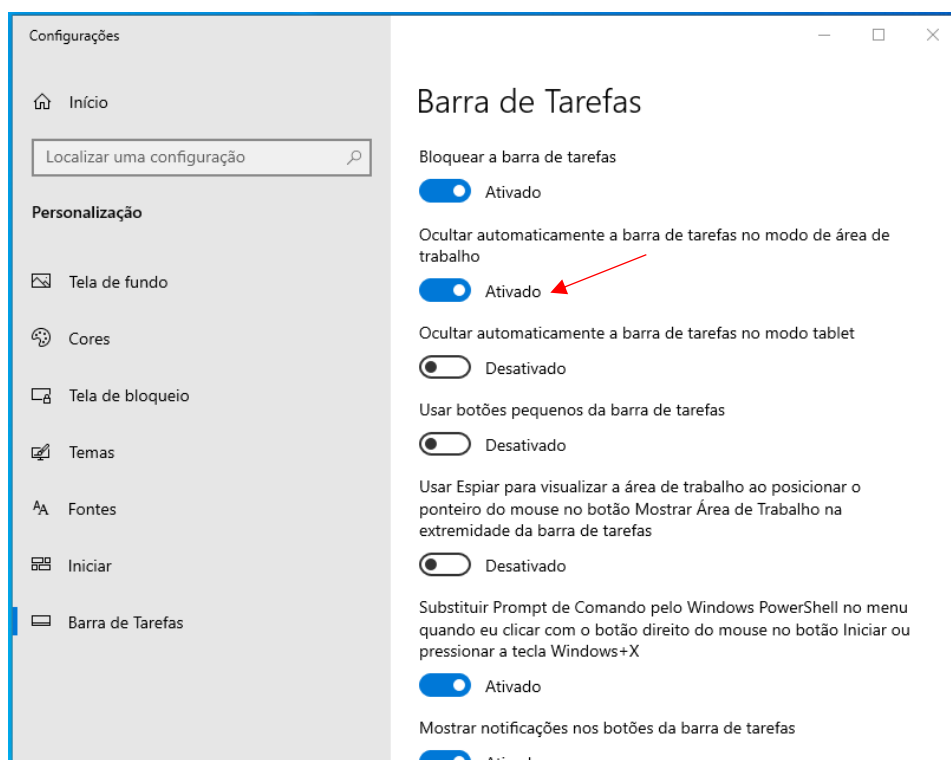 Configurações
Início
Localizar uma configuração
Personalização
Tela de fundo
Cores
Tela de bloqueio
Temas
Fontes
Iniciar
Barra de Tarefas
Barra de Tarefas
Bloquear a barra de tarefas
Ativado
Ocultar automaticamente a barra de tarefas no modo de área de
trabalho
Ativado
Ocultar automaticamente a barra de tarefas no modo tablet
Desativado
Usar botões pequenos da barra de tarefas
Desativado
Usar Espiar para visualizar a área de trabalho ao posicionar o
ponteiro do mouse no botão Mostrar Área de Trabalho na
extremidade da barra de tarefas
Desativado
Substituir Prompt de Comando pelo Windows PowerShell no menu
quando eu clicar com o botão direito do mouse no botão Iniciar ou
pressionar a tecla Windows+X
Ativado
Mostrar notificações nos botões da barra de tarefas